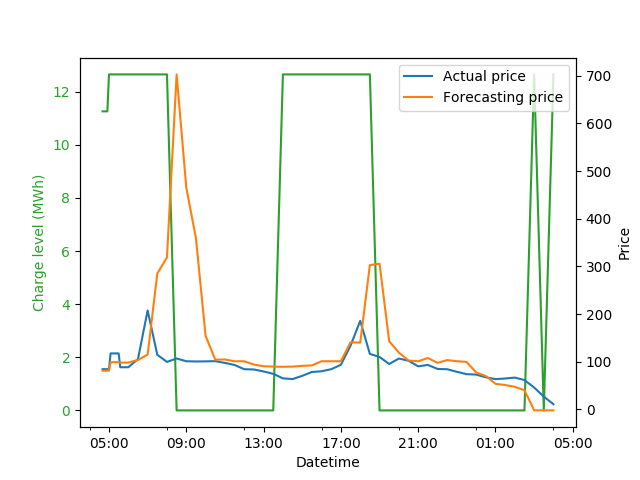 Actual price
Forecasting price
12
10
8
6
4
2
0
Charge level (MWh)
700
600
500
400
300
200
100
0
Price
05:00 09:00 13:00 17:00 21:00 01:00 05:00
Datetime